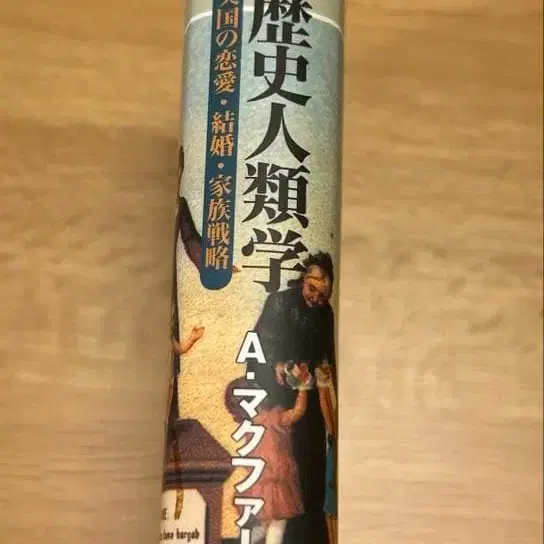 歴史人類学
英国の恋愛・結婚・家族戦略
A・マクファー